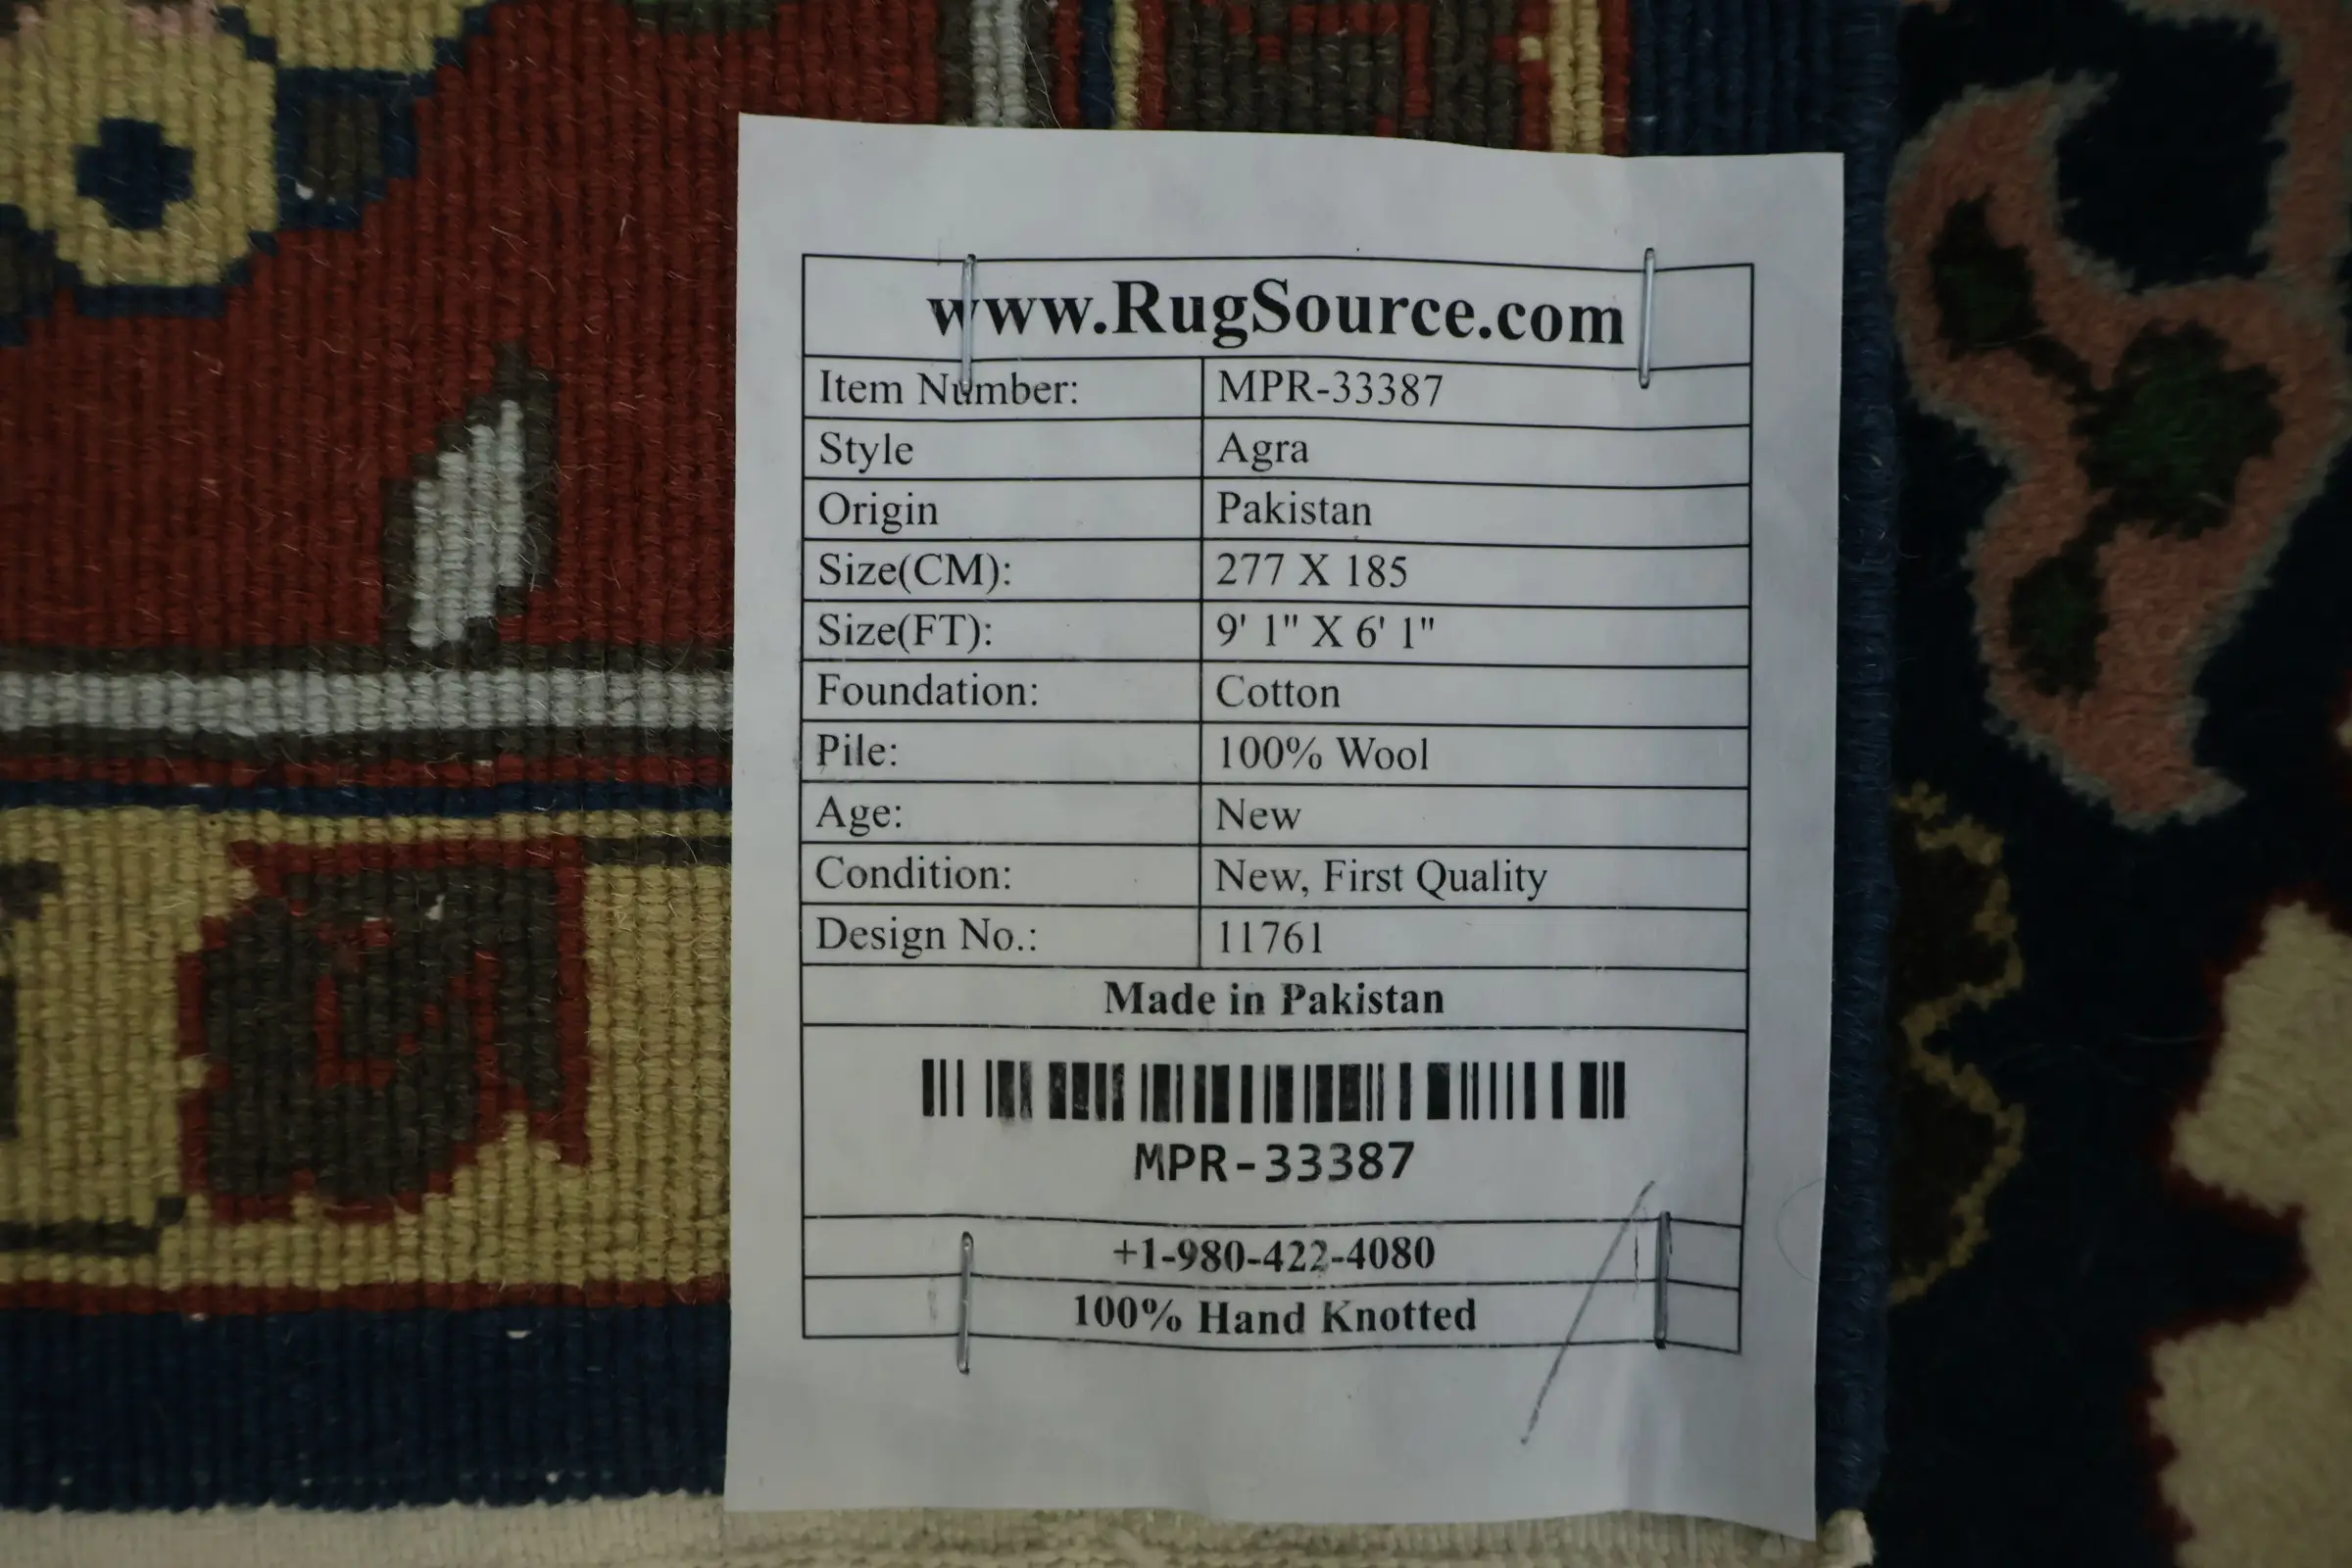 www.RugSource.com
Item Number: MPR-33387
Style Agra
Origin Pakistan
Size(CM): 277 X 185
Size(FT): 9' 1" X 6' 1"
Foundation: Cotton
Pile: 100% Wool
Age: New
Condition: New, First Quality
Design No.: 11761
Made in Pakistan
MPR-33387
+1-980-422-4080
100% Hand Knotted